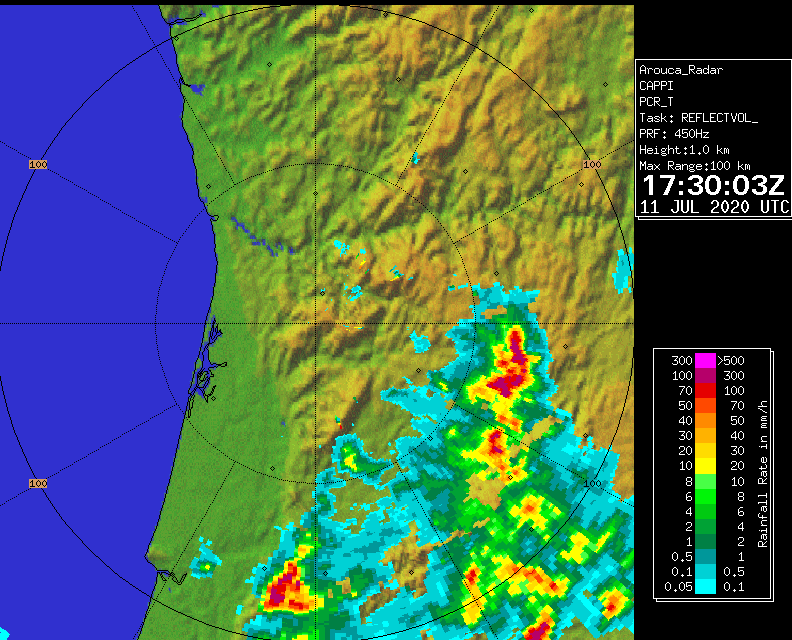 Arouca_Radar
CAPPI
PCR_T
Task: REFLECTVOL_
PRF: 450Hz
Height:1.0 km
Max Range:100 km
17:30:03Z
11 JUL 2020 UTC
100
100
100
100
300 >500
100 300
70 100
50 70
40 50
30 40
20 30
10 20
8 10
6 8
4 6
2 4
1 2
0.5 1
0.1 0.5
0.05 0.1
Rainfall Rate in mm/h